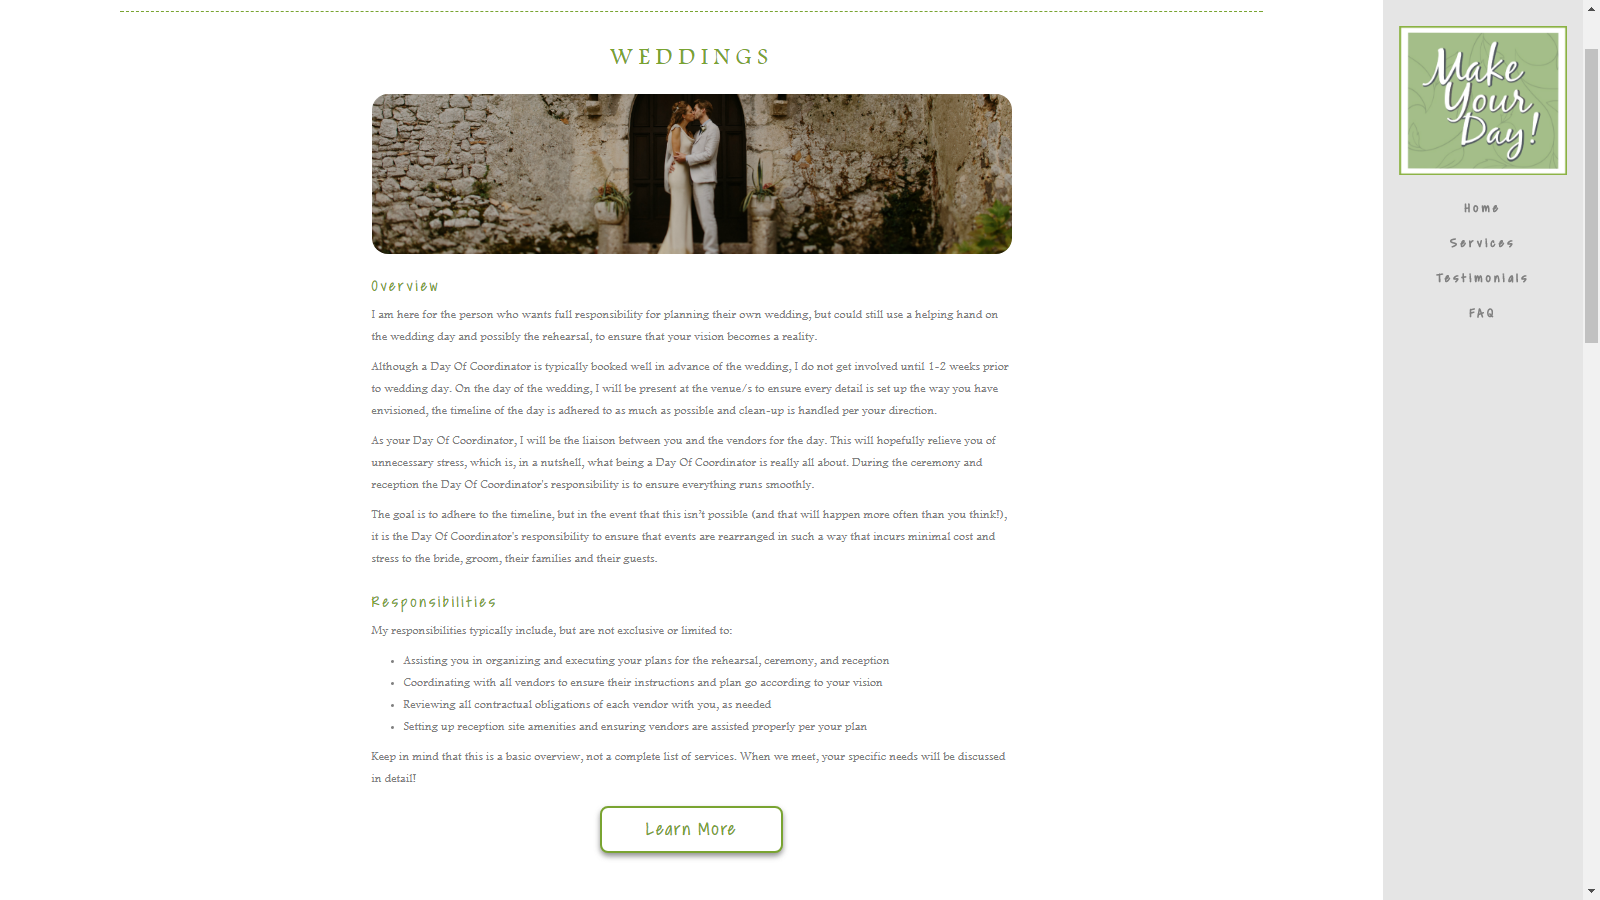 WEDDINGS
Overview
I am here for the person who wants full responsibility for planning their own wedding, but could still use a helping hand on
the wedding day and possibly the rehearsal, to ensure that your vision becomes a reality.
Although a Day Of Coordinator is typically booked well in advance of the wedding, I do not get involved until 1-2 weeks prior
to wedding day. On the day of the wedding, I will be present at the venue/s to ensure every detail is set up the way you have
envisioned, the timeline of the day is adhered to as much as possible and clean-up is handled per your direction.
As your Day Of Coordinator, I will be the liaison between you and the vendors for the day. This will hopefully relieve you of
unnecessary stress, which is, in a nutshell, what being a Day Of Coordinator is really all about. During the ceremony and
reception the Day Of Coordinator's responsibility is to ensure everything runs smoothly.
The goal is to adhere to the timeline, but in the event that this isn't possible (and that will happen more often than you think!),
it is the Day Of Coordinator's responsibility to ensure that events are rearranged in such a way that incurs minimal cost and
stress to the bride, groom, their families and their guests.
Responsibilities
My responsibilities typically include, but are not exclusive or limited to:
• Assisting you in organizing and executing your plans for the rehearsal, ceremony, and reception
• Coordinating with all vendors to ensure their instructions and plan go according to your vision
• Reviewing all contractual obligations of each vendor with you, as needed
• Setting up reception site amenities and ensuring vendors are assisted properly per your plan
Keep in mind that this is a basic overview, not a complete list of services. When we meet, your specific needs will be discussed
in detail!
Learn More
Make
Your
Day!
Home
Services
Testimonials
FAQ